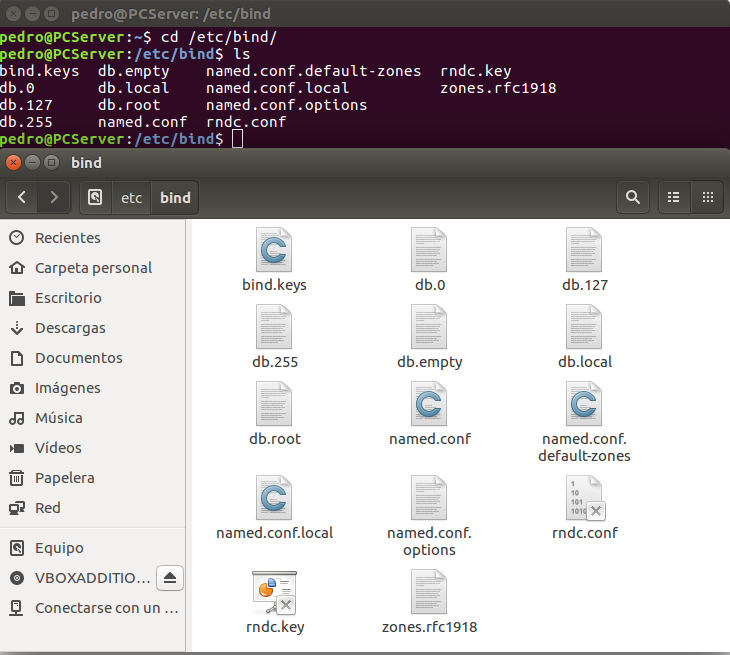 pedro@PCServer: /etc/bind
pedro@PCServer:~$ cd /etc/bind/
pedro@PCServer:/etc/bind$ ls
bind.keys db.empty named.conf.default-zones rndc.key
db.0 db.local named.conf.local zones.rfc1918
db.127 db.root named.conf.options
db.255 named.conf rndc.conf
pedro@PCServer:/etc/bind$
bind
etc bind
Recientes
Carpeta personal
Escritorio
Descargas
Documentos
Imágenes
Música
Vídeos
Papelera
Red
Equipo
VBOXADDITIO...
Conectarse con un ...
bind.keys db.0 db.127
db.255 db.empty db.local
db.root named.conf named.conf.
default-zones
named.conf.local named.conf. rndc.conf
options
1
10
101
1010
rndc.key zones.rfc1918